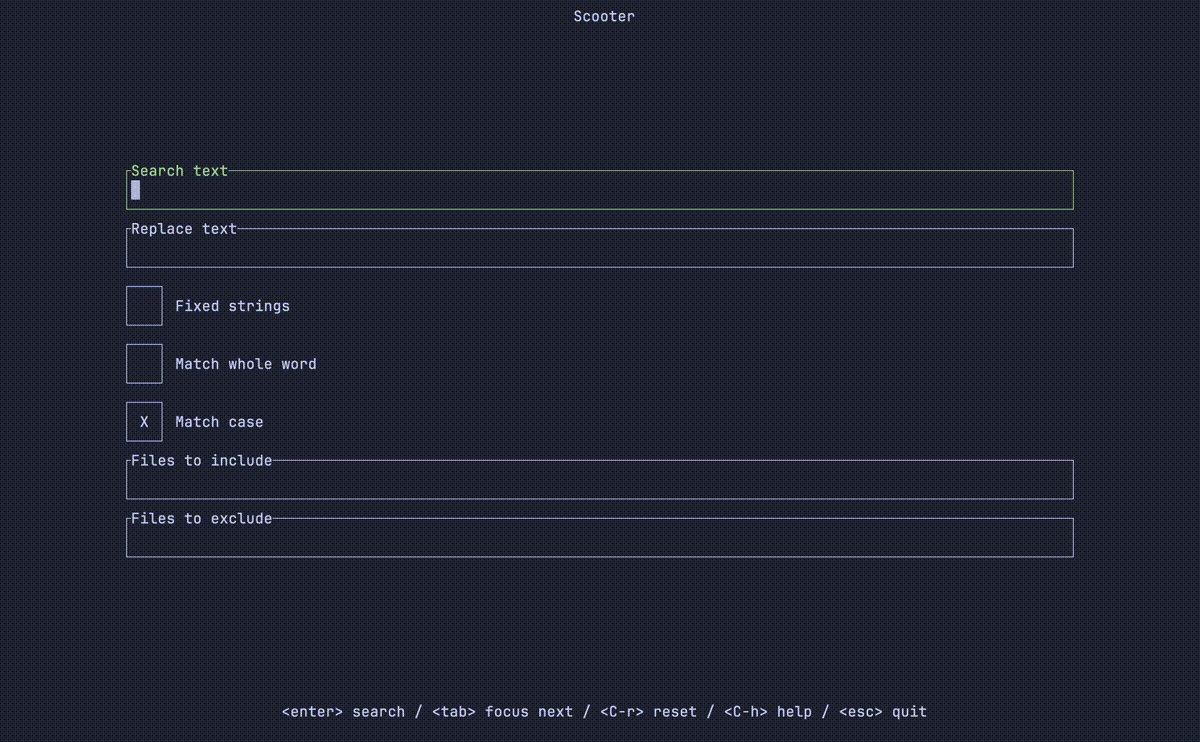 Scooter
Search text
Replace text
Fixed strings
Match whole word
X Match case
Files to include
Files to exclude
<enter> search / <tab> focus next / <C-r> reset / <C-h> help / <esc> quit